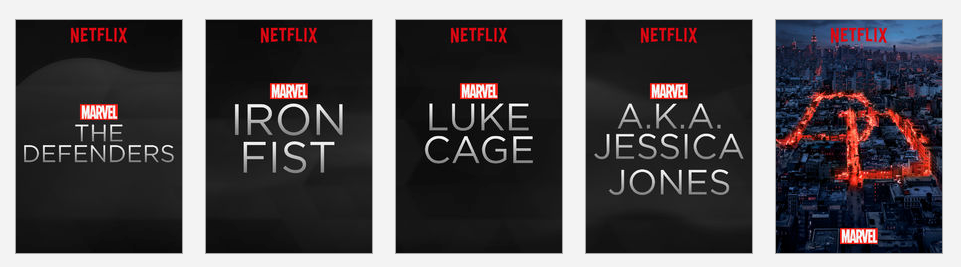 NETFLIX
MARVEL
THE
DEFENDERS
NETFLIX
MARVEL
IRON
FIST
NETFLIX
MARVEL
LUKE
CAGE
NETFLIX
MARVEL
A.K.A.
JESSICA
JONES
NETFLIX
MARVEL